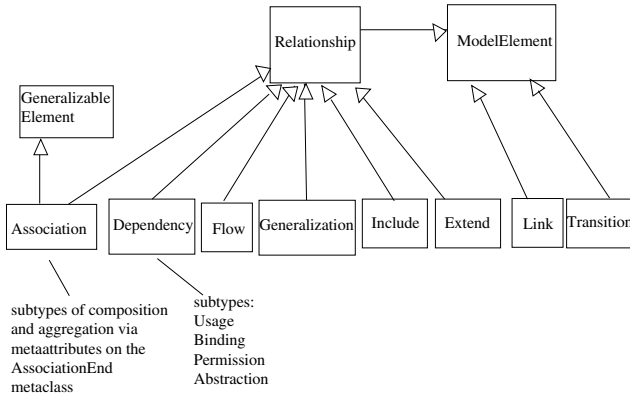 Relationship
ModelElement
Generalizable
Element
Association
Dependency
Flow
Generalization
Include
Extend
Link
Transition
subtypes of composition
and aggregation via
metaattributes on the
AssociationEnd
metaclass
subtypes:
Usage
Binding
Permission
Abstraction